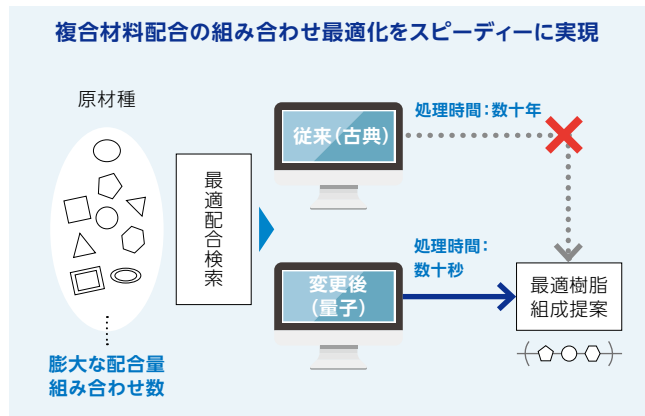 複合材料配合の組み合わせ最適化をスピーディーに実現
原材種
膨大な配合量
組み合わせ数
最適配合検索
従来(古典)
処理時間:数十年
変更後
(量子)
処理時間:
数十秒
最適樹脂
組成提案